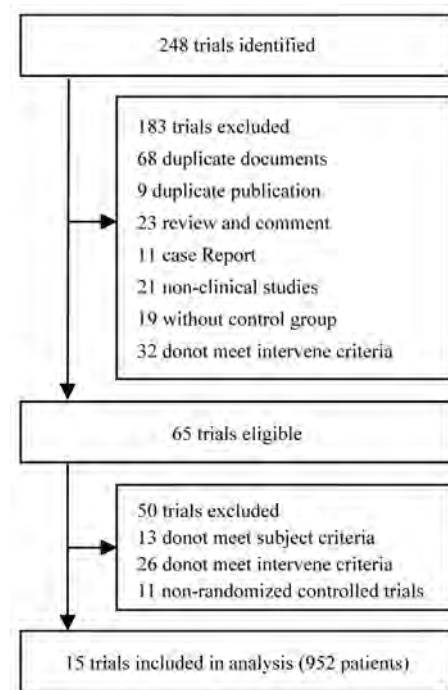 248 trials identified
183 trials excluded
68 duplicate documents
9 duplicate publication
23 review and comment
11 case Report
21 non-clinical studies
19 without control group
32 donot meet intervene criteria
65 trials eligible
50 trials excluded
13 donot meet subject criteria
26 donot meet intervene criteria
11 non-randomized controlled trials
15 trials included in analysis (952 patients)